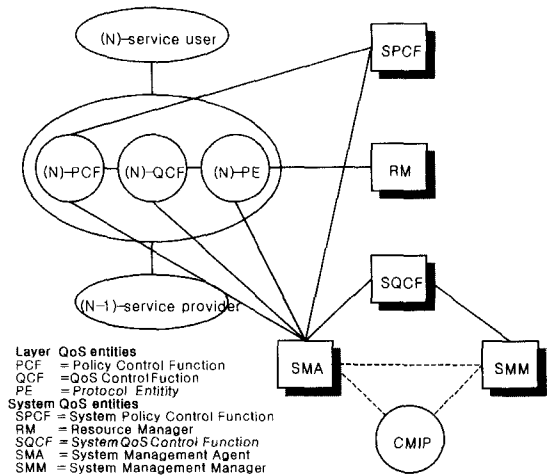 (N)-service user
SPCF
(N)-PCF
(N)-QCF
(N)-PE
RM
SQCF
(N-1)-service provider
SMA
SMM
CMIP
Layer QoS entities
PCF = Policy Control Function
QCF =QoS Control Fuction
PE =Protocol Entitity
System QoS entities
SPCF = System Policy Control Function
RM = Resource Manager
SQCF = System QoS Control Function
SMA = System Management Agent
SMM = System Management Manager